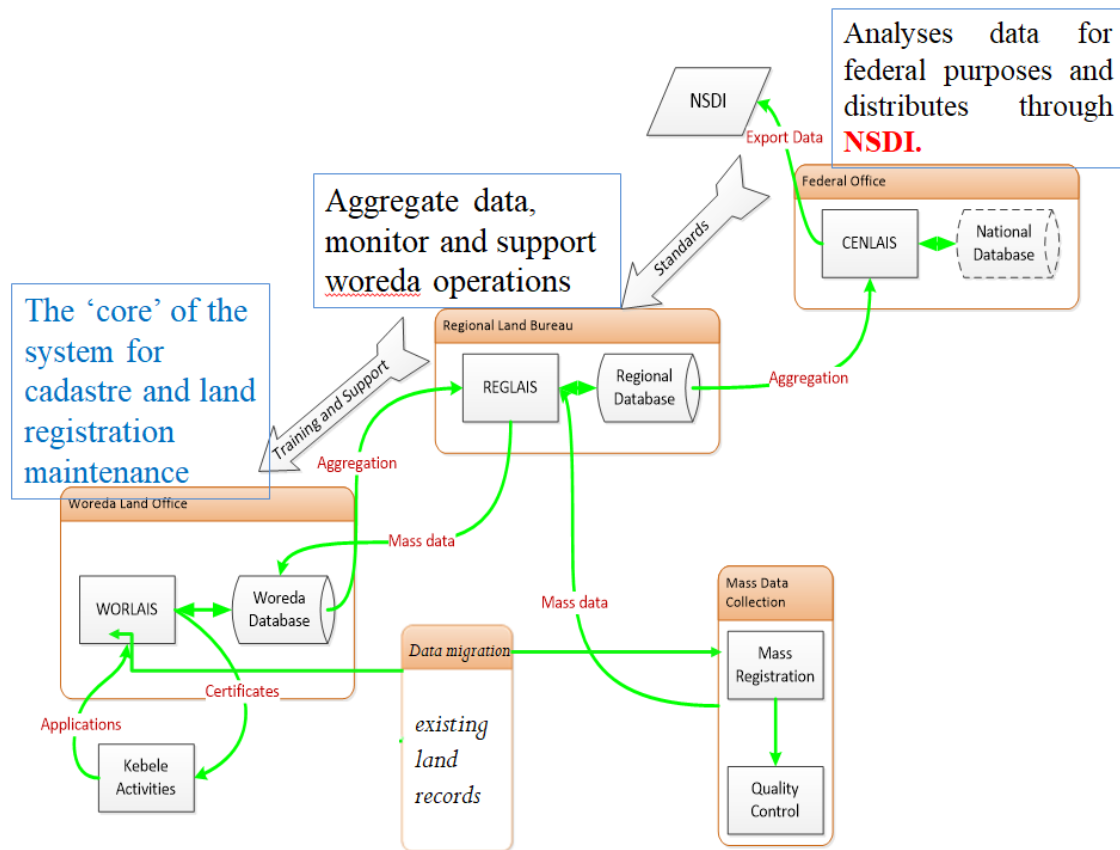 Analyses data for
federal purposes and
distributes through
NSDI.
NSDI
Export Data
Federal Office
CENLAIS
National
Database
Standards
Aggregate data,
monitor and support
woreda operations
Regional Land Bureau
REGLAIS
Regional
Database
Aggregation
The ‘core’ of the
system for
cadastre and land
registration
maintenance
Training and Support
Aggregation
Woreda Land Office
Mass data
WORLAIS
Woreda
Database
Certificates
Applications
Kebele
Activities
Data migration
existing
land
records
Mass data
Mass Data
Collection
Mass
Registration
Quality
Control